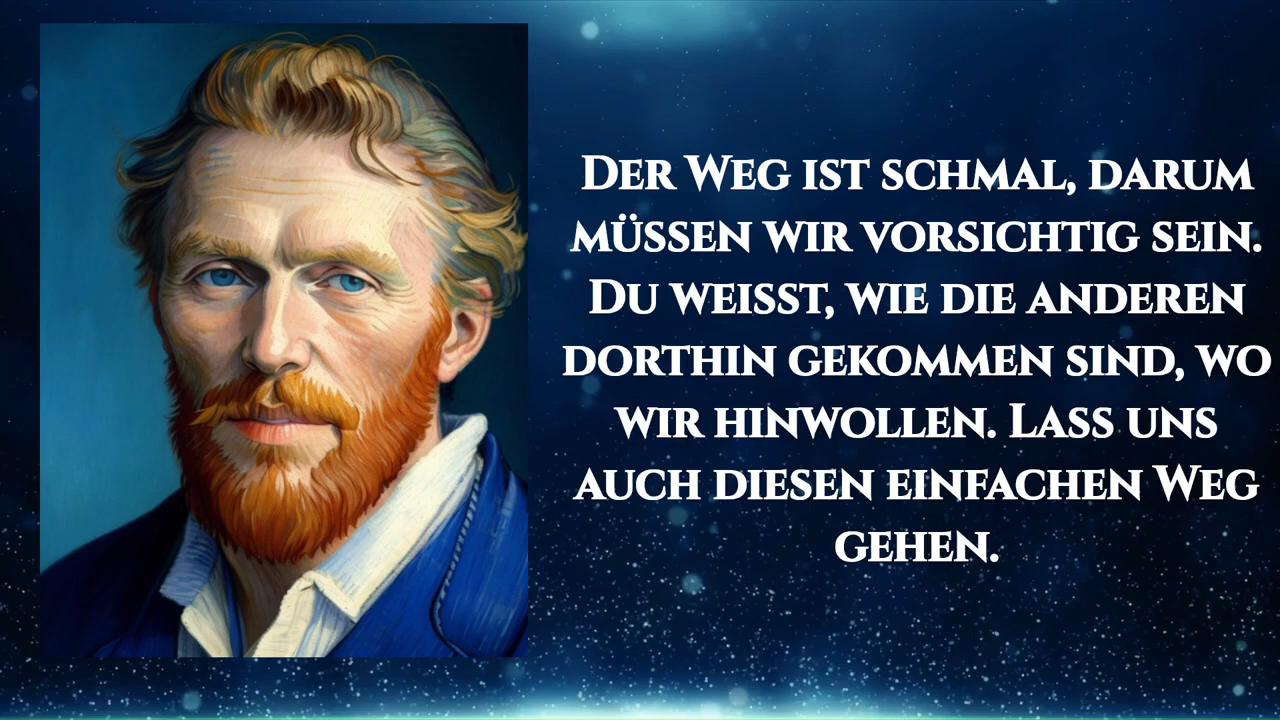 Der Weg ist schmal, darum
müssen wir vorsichtig sein.
Du weisst, wie die anderen
dorthin gekommen sind, wo
wir hinwollen. Lass uns
auch diesen einfachen Weg
gehen.